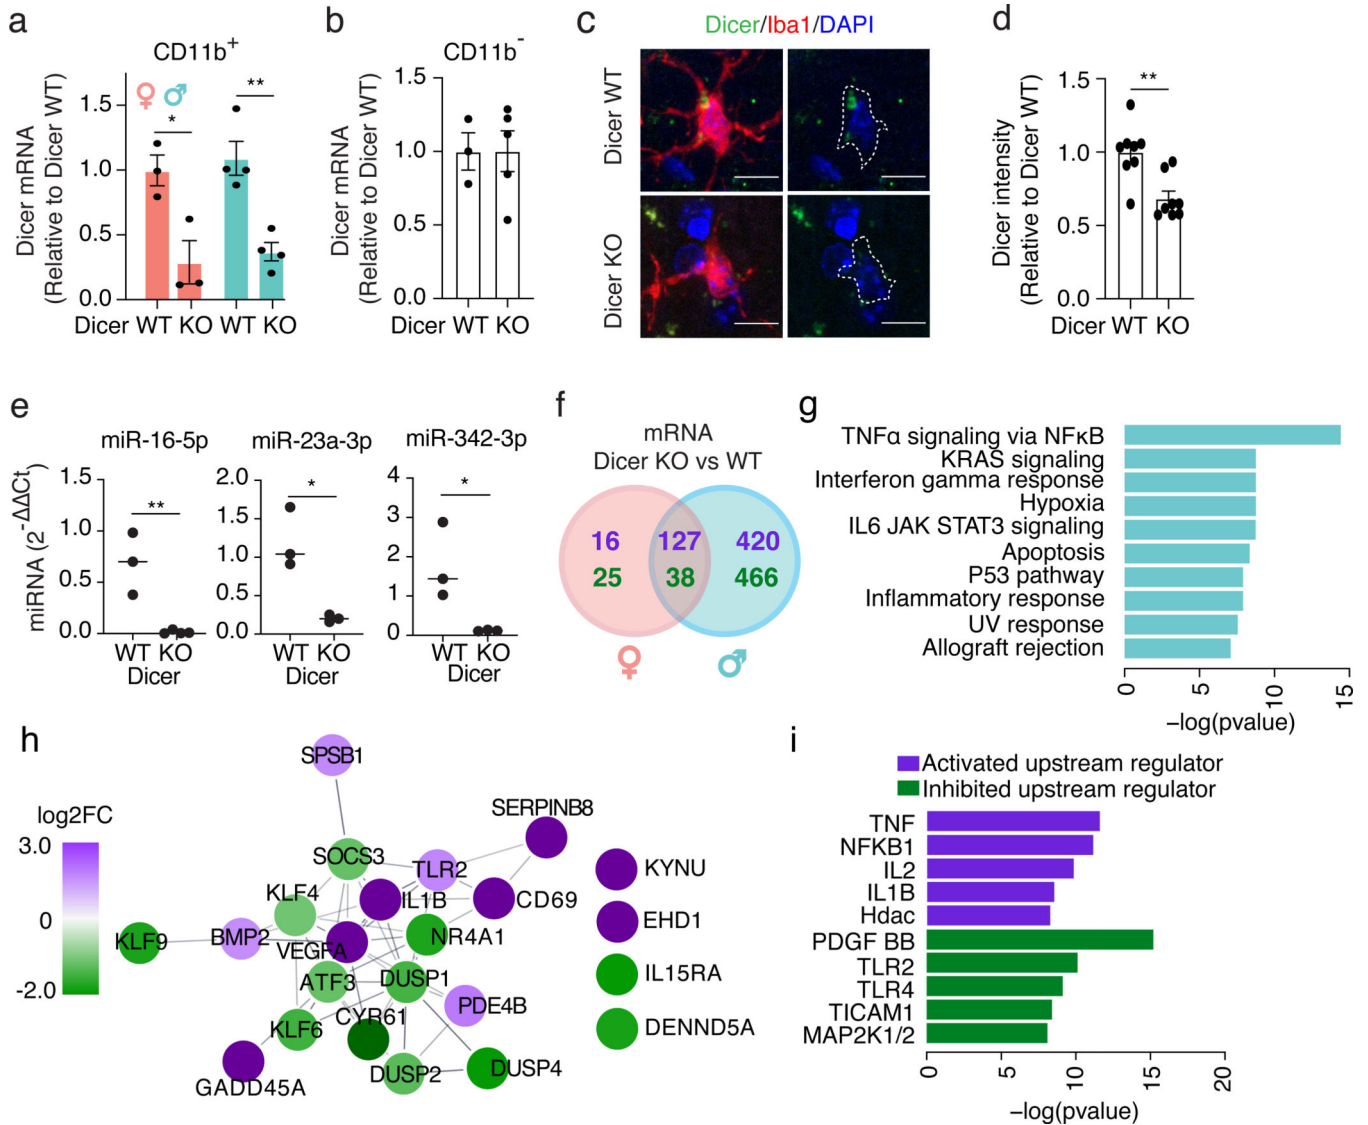 a
CD11b+
Dicer mRNA
(Relative to Dicer WT)
♀ ♂
*
**
1.5
1.0
0.5
0.0
Dicer WT KO WT KO
b
CD11b-
Dicer mRNA
(Relative to Dicer WT)
1.5
1.0
0.5
0.0
Dicer WT KO
c
Dicer/Iba1/DAPI
Dicer WT
Dicer KO
d
Dicer intensity
(Relative to Dicer WT)
**
1.5
1.0
0.5
0.0
Dicer WT KO
e
miRNA (2^-ΔΔCt)
miR-16-5p
**
1.5
1.0
0.5
0.0
WT KO
Dicer
miR-23a-3p
*
2.0
1.5
1.0
0.5
0.0
WT KO
Dicer
miR-342-3p
*
4
3
2
1
0
WT KO
Dicer
f
mRNA
Dicer KO vs WT
16 127 420
25 38 466
♀ ♂
g
TNFα signaling via NFκB
KRAS signaling
Interferon gamma response
Hypoxia
IL6 JAK STAT3 signaling
Apoptosis
P53 pathway
Inflammatory response
UV response
Allograft rejection
0 5 10 15
−log(pvalue)
h
log2FC
3.0
0
-2.0
SPSB1
SERPINB8
SOCS3
TLR2
KLF4
IL1B
CD69
KLF9
BMP2
VEGFA
NR4A1
ATF3
DUSP1
PDE4B
CYR61
KLF6
GADD45A
DUSP2
DUSP4
KYNU
EHD1
IL15RA
DENND5A
i
Activated upstream regulator
Inhibited upstream regulator
TNF
NFKB1
IL2
IL1B
Hdac
PDGF BB
TLR2
TLR4
TICAM1
MAP2K1/2
0 5 10 15 20
−log(pvalue)